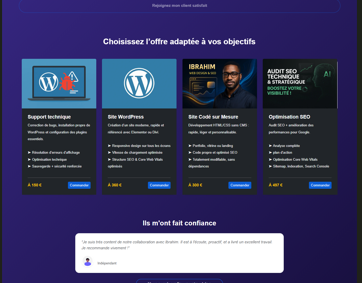 Rejoignez mon client satisfait
Choisissez l'offre adaptée à vos objectifs
Support technique
Correction de bugs, installation propre de
WordPress et configuration des plugins
essentiels.
➤ Résolution d'erreurs d'affichage
➤ Optimisation technique
➤ Sauvegarde + sécurité incluses
Commander
Site WordPress
Création d'un site moderne, rapide et
référencé avec Elementor ou Divi.
➤ Responsive design sur tous les écrans
➤ Vitesse de chargement optimisée
➤ Structure SEO & Core Web Vitals
optimisée
Commander
IBRAHIM
Site Codé sur Mesure
Développement HTML/CSS sans CMS :
rapide, léger et personnalisable.
➤ Portfolio, vitrine ou landing
➤ Code propre et optimisé SEO
➤ Totalement modifiable, sans
dépendances
Commander
AUDIT SEO
TECHNIQUE
& STRATÉGIQUE
BOOSTEZ VOTRE
VISIBILITÉ !
AI
Optimisation SEO
Audit SEO + amélioration des
performances pour Google.
➤ Analyse complète
+ plan d'action
➤ Optimisation Core Web Vitals
➤ Sitemap, indexation, Search Console
Commander
Ils m'ont fait confiance
"Je suis très content de notre collaboration avec Ibrahim. Il est à l'écoute, proactif, et a livré un excellent travail.
Je recommande vivement !"
Indépendant